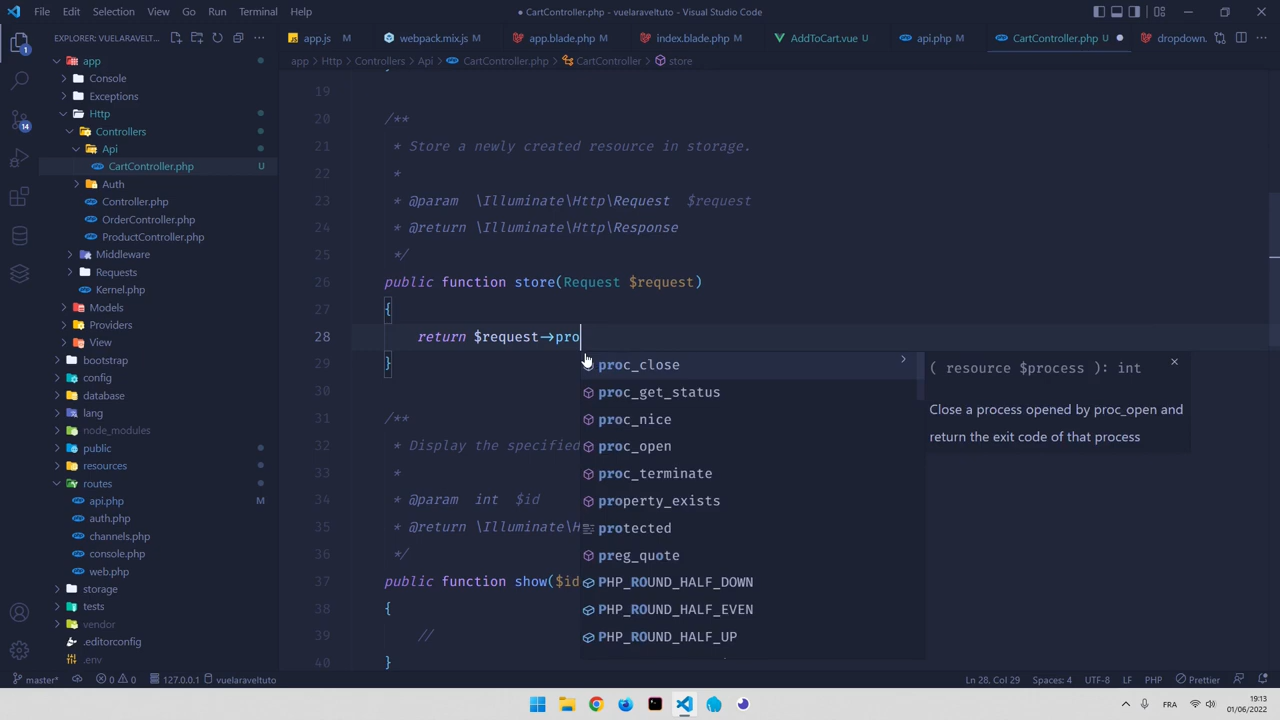 File Edit Selection View Go Run Terminal Help
● CartController.php - vuelaraveltuto - Visual Studio Code
EXPLORER: VUELARAVELT...
app.js M
webpack.mix.js M
app.blade.php M
index.blade.php M
AddToCart.vue U
api.php M
CartController.php U
dropdown.
app > Http > Controllers > Api > CartController.php > CartController > store
app
Console
Exceptions
Http
Controllers
Api
CartController.php U
Auth
Controller.php
OrderController.php
ProductController.php
Middleware
Requests
Kernel.php
Models
Providers
View
bootstrap
config
database
lang
node_modules
public
resources
routes
api.php M
auth.php
channels.php
console.php
web.php
storage
tests
vendor
.editorconfig
.env
1
14
19
20 /**
21 * Store a newly created resource in storage.
22 *
23 * @param \Illuminate\Http\Request $request
24 * @return \Illuminate\Http\Response
25 */
26 public function store(Request $request)
27 {
28 return $request->pro
29 }
30
31 /**
32 * Display the specified
33 *
34 * @param int $id
35 * @return \Illuminate\H
36 */
37 public function show($id
38 {
39 //
40 }
proc_close
proc_get_status
proc_nice
proc_open
proc_terminate
property_exists
protected
preg_quote
PHP_ROUND_HALF_DOWN
PHP_ROUND_HALF_EVEN
PHP_ROUND_HALF_UP
( resource $process ): int
Close a process opened by proc_open and
return the exit code of that process
master* 0 0 127.0.0.1 vuelaraveltuto
Ln 28, Col 29 Spaces: 4 UTF-8 LF PHP Prettier
FRA
19:13
01/06/2022